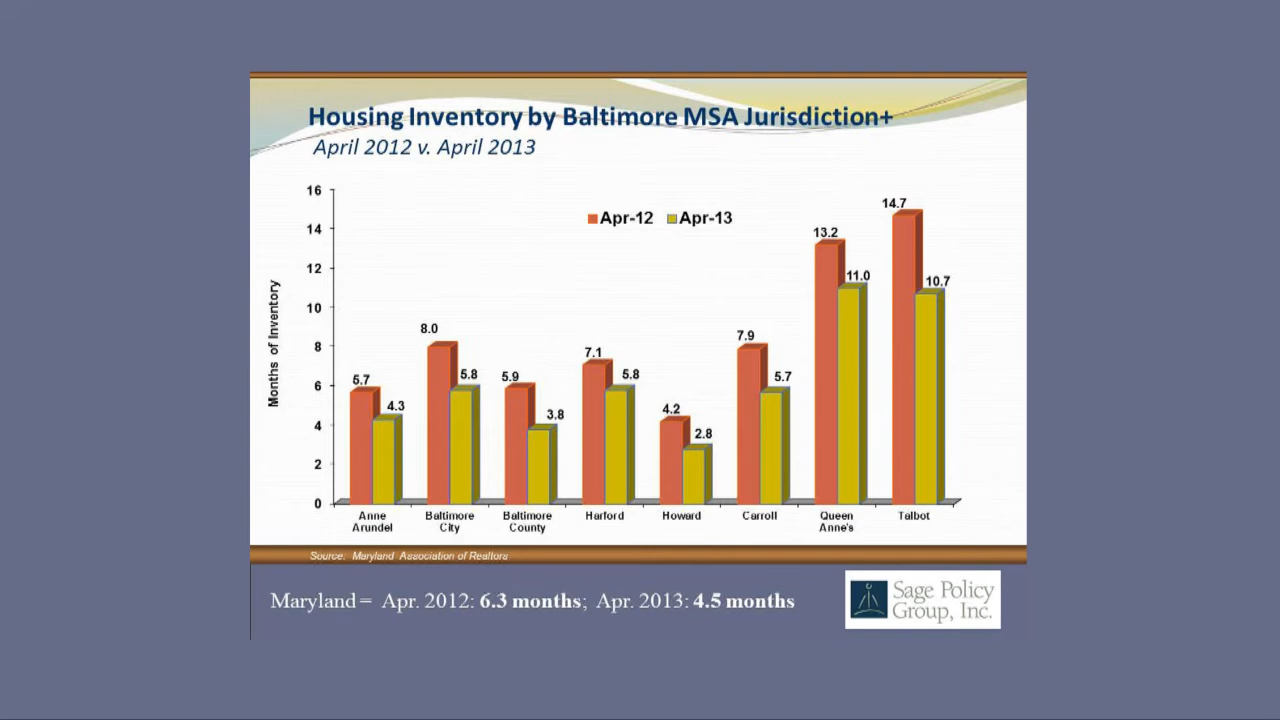 Housing Inventory by Baltimore MSA Jurisdiction+
April 2012 v. April 2013
Months of Inventory
16
14
12
10
8
6
4
2
0
Apr-12 Apr-13
5.7
4.3
8.0
5.8
5.9
3.8
7.1
5.8
4.2
2.8
7.9
5.7
13.2
11.0
14.7
10.7
Anne
Arundel
Baltimore
City
Baltimore
County
Harford
Howard
Carroll
Queen
Anne's
Talbot
Source: Maryland Association of Realtors
Maryland = Apr. 2012: 6.3 months; Apr. 2013: 4.5 months
Sage Policy
Group, Inc.